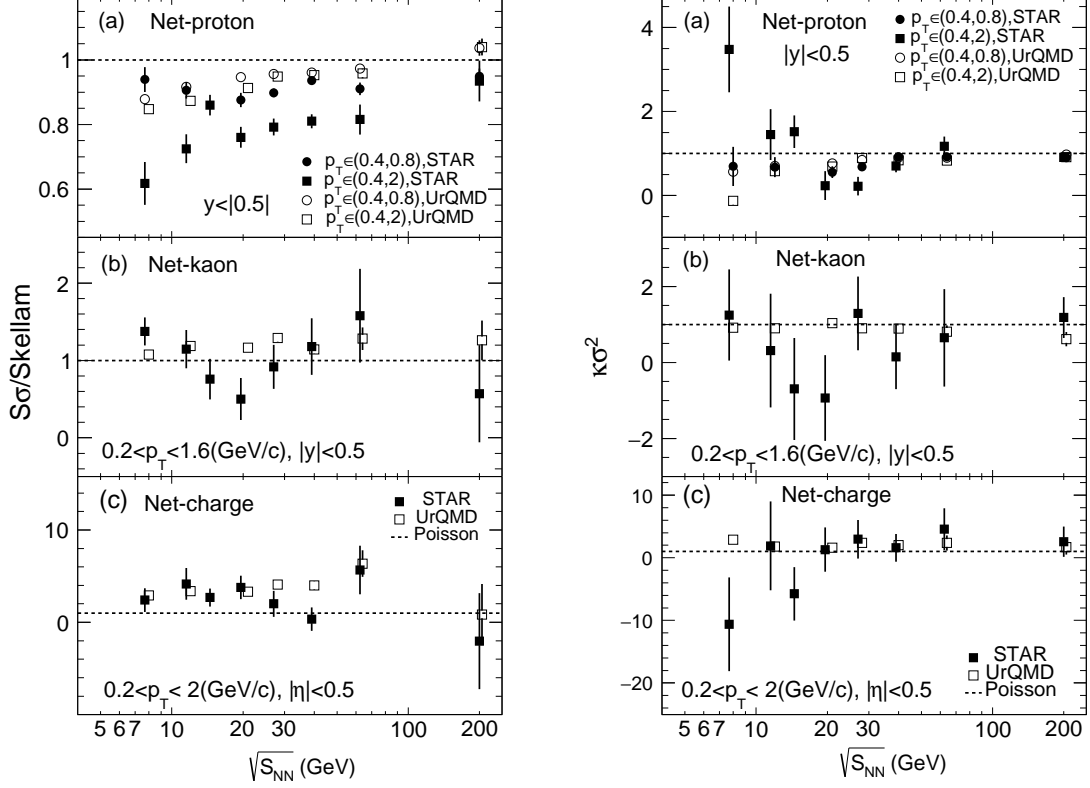 (a) Net-proton
1
0.8
0.6
p_T∈(0.4,0.8),STAR
p_T∈(0.4,2),STAR
p_T∈(0.4,0.8),UrQMD
p_T∈(0.4,2),UrQMD
y<|0.5|
(b) Net-kaon
2
1
0
0.2<p_T<1.6(GeV/c), |y|<0.5
Sσ/Skellam
(c) Net-charge
STAR
UrQMD
Poisson
10
0
0.2<p_T< 2(GeV/c), |η|<0.5
5 6 7 10 20 30 100 200
√S_NN (GeV)
(a) Net-proton
|y|<0.5
p_T∈(0.4,0.8),STAR
p_T∈(0.4,2),STAR
p_T∈(0.4,0.8),UrQMD
p_T∈(0.4,2),UrQMD
4
2
0
(b) Net-kaon
2
0
−2
0.2<p_T<1.6(GeV/c), |y|<0.5
κσ²
(c) Net-charge
10
0
−10
−20
STAR
UrQMD
Poisson
0.2<p_T< 2(GeV/c), |η|<0.5
5 6 7 10 20 30 100 200
√S_NN (GeV)